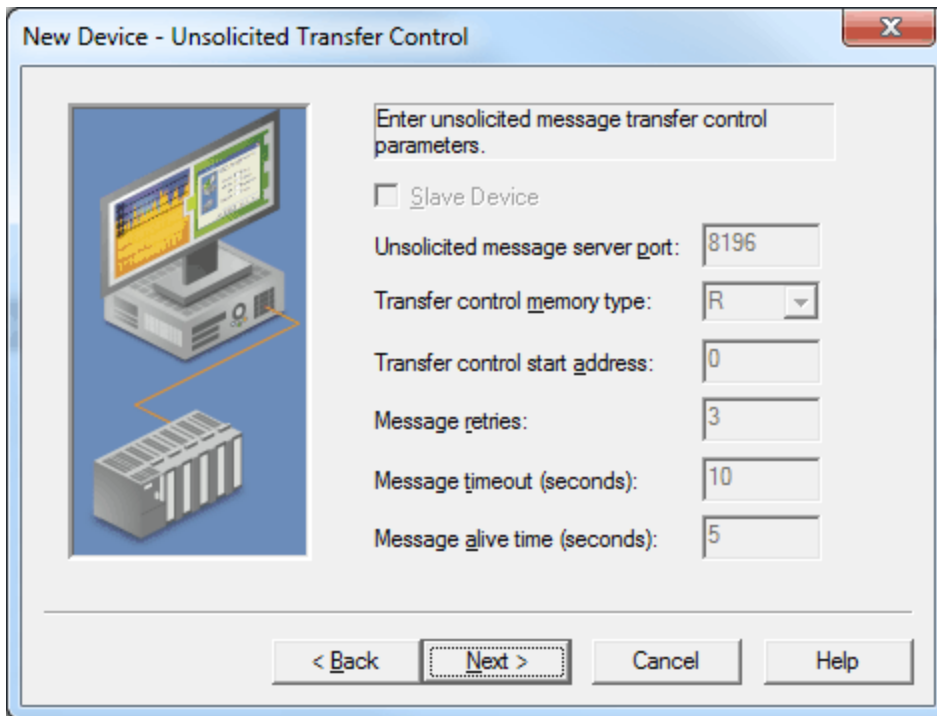 New Device - Unsolicited Transfer Control
Enter unsolicited message transfer control
parameters.
Slave Device
Unsolicited message server port: 8196
Transfer control memory type: R
Transfer control start address: 0
Message retries: 3
Message timeout (seconds): 10
Message alive time (seconds): 5
< Back Next > Cancel Help